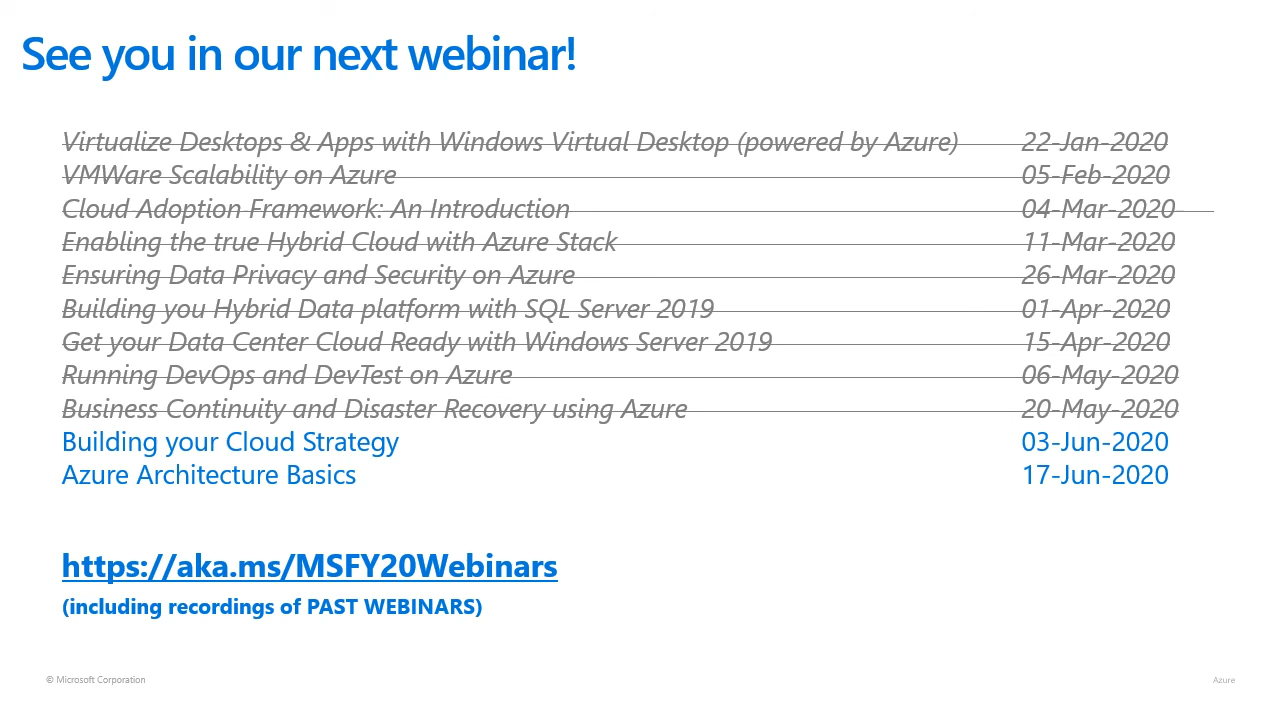 See you in our next webinar!
Virtualize Desktops & Apps with Windows Virtual Desktop (powered by Azure) 22-Jan-2020
VMWare Scalability on Azure 05-Feb-2020
Cloud Adoption Framework: An Introduction 04-Mar-2020
Enabling the true Hybrid Cloud with Azure Stack 11-Mar-2020
Ensuring Data Privacy and Security on Azure 26-Mar-2020
Building you Hybrid Data platform with SQL Server 2019 01-Apr-2020
Get your Data Center Cloud Ready with Windows Server 2019 15-Apr-2020
Running DevOps and DevTest on Azure 06-May-2020
Business Continuity and Disaster Recovery using Azure 20-May-2020
Building your Cloud Strategy 03-Jun-2020
Azure Architecture Basics 17-Jun-2020
https://aka.ms/MSFY20Webinars
(including recordings of PAST WEBINARS)
© Microsoft Corporation Azure